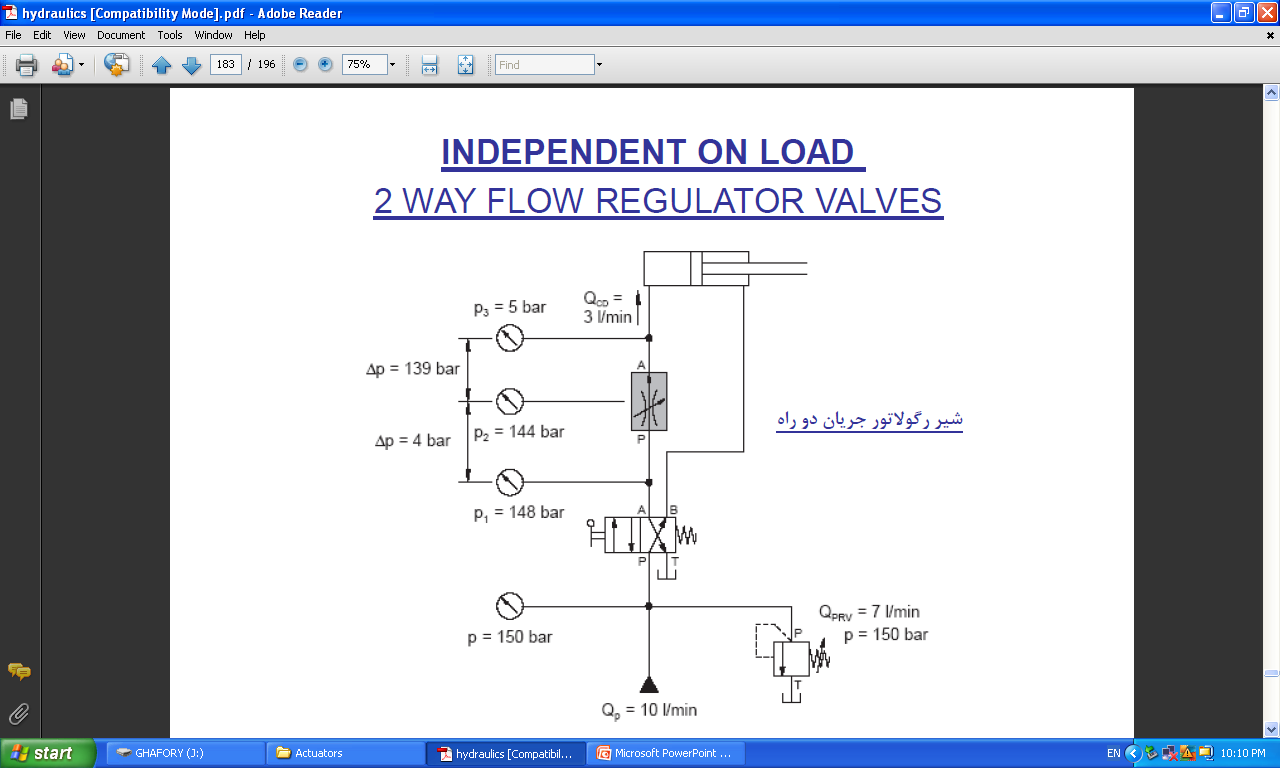 hydraulics [Compatibility Mode].pdf - Adobe Reader
File Edit View Document Tools Window Help
183 / 196 75% Find
INDEPENDENT ON LOAD
2 WAY FLOW REGULATOR VALVES
p3 = 5 bar
QCD =
3 l/min
A
Δp = 139 bar
p2 = 144 bar
Δp = 4 bar
P
شیر رگولاتور جریان دو راه
p1 = 148 bar
A B
P T
p = 150 bar
QPRV = 7 l/min
p = 150 bar
P
T
Qp = 10 l/min
start GHAFORY (J:) Actuators hydraulics [Compatibil... Microsoft PowerPoint ... EN 10:10 PM